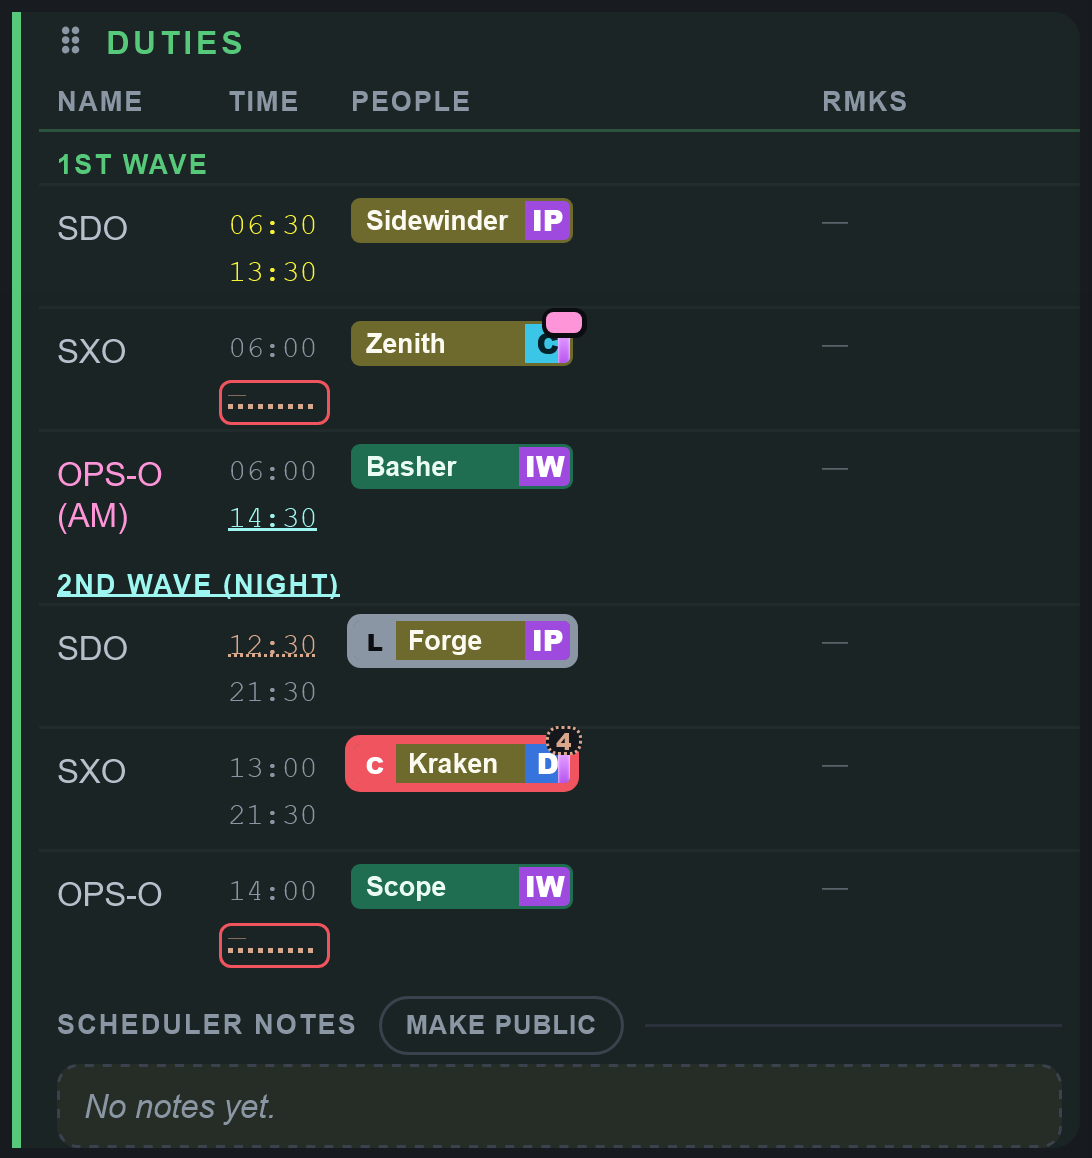 DUTIES
NAME TIME PEOPLE RMKS
1ST WAVE
SDO 06:30 Sidewinder IP —
13:30
SXO 06:00 Zenith C —
—
OPS-O 06:00 Basher IW —
(AM) 14:30
2ND WAVE (NIGHT)
SDO 12:30 L Forge IP —
21:30
4
SXO 13:00 C Kraken D —
21:30
OPS-O 14:00 Scope IW —
—
SCHEDULER NOTES MAKE PUBLIC
No notes yet.